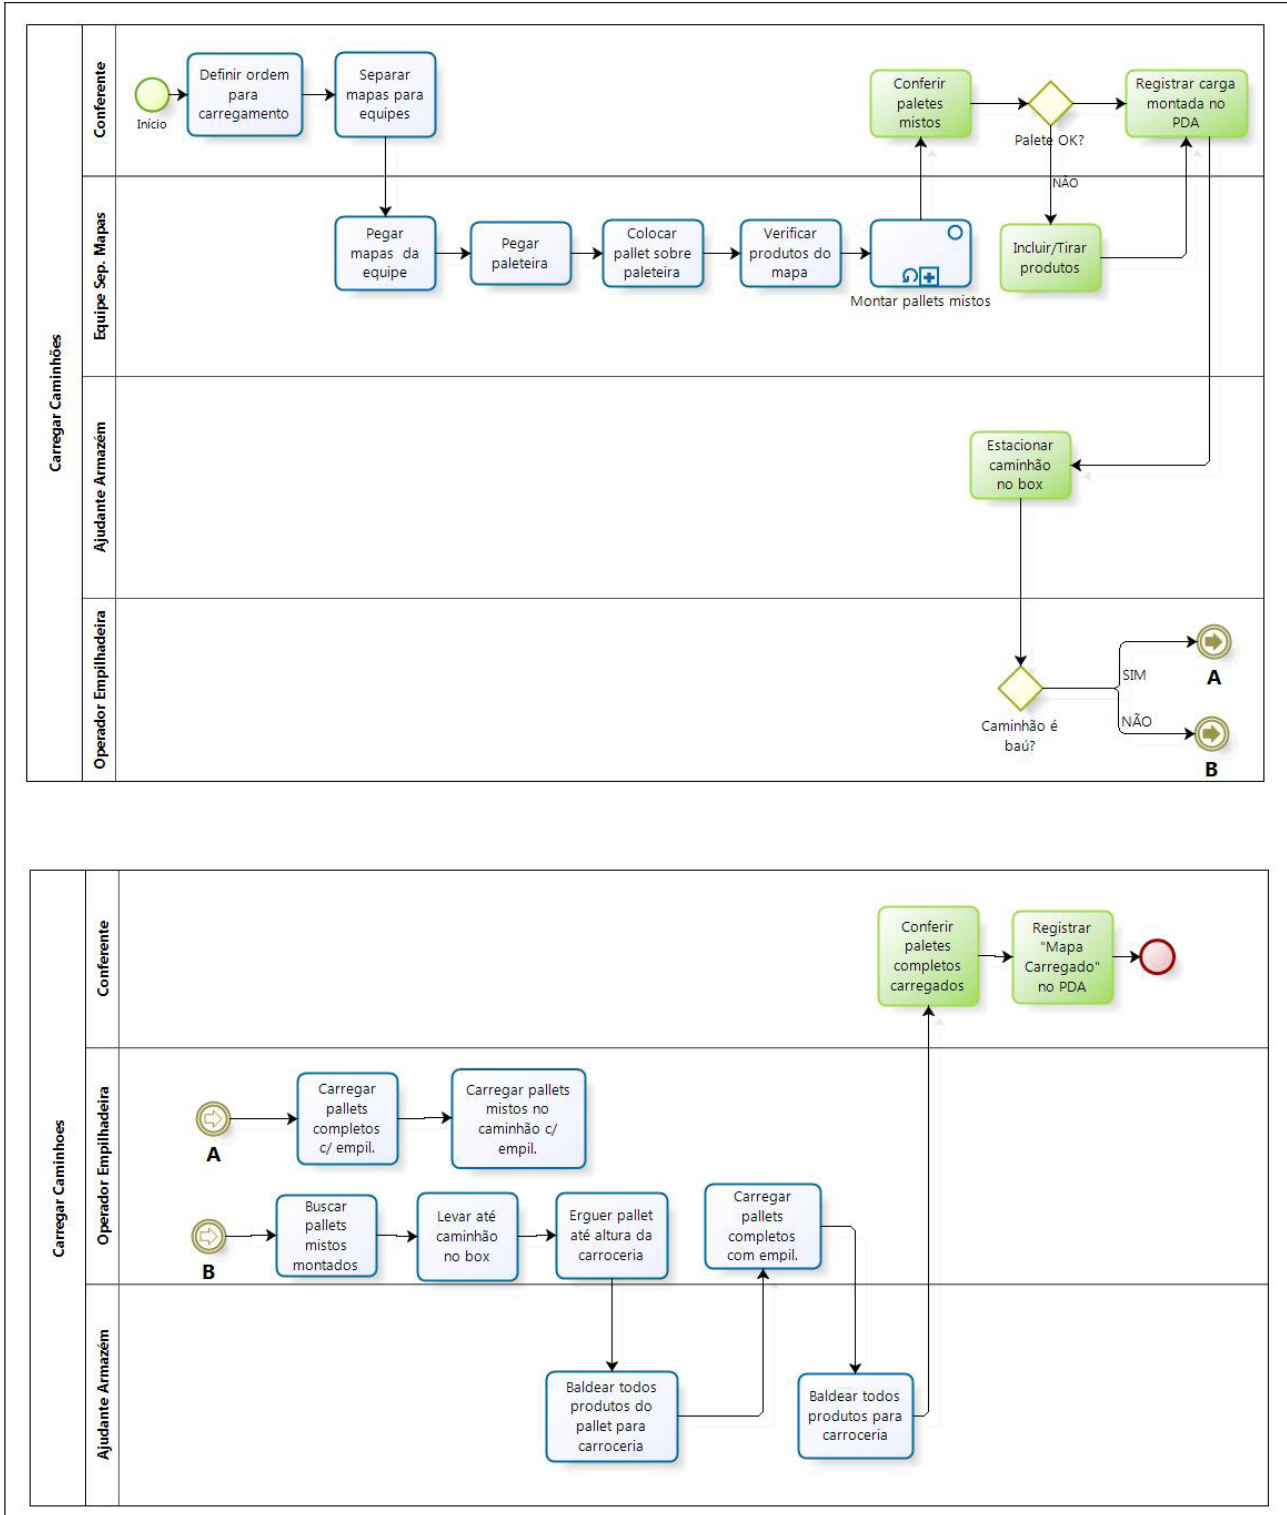 Carregar Caminhões
Conferente
Início
Definir ordem
para
carregamento
Separar
mapas para
equipes
Conferir
paletes
mistos
Palete OK?
Registrar carga
montada no
PDA
NÃO
Equipe Sep. Mapas
Pegar
mapas da
equipe
Pegar
paleteira
Colocar
pallet sobre
paleteira
Verificar
produtos do
mapa
Montar pallets mistos
Incluir/Tirar
produtos
Ajudante Armazém
Estacionar
caminhão
no box
Operador Empilhadeira
Caminhão é
baú?
SIM
A
NÃO
B
Carregar Caminhoes
Conferente
Conferir
paletes
completos
carregados
Registrar
"Mapa
Carregado"
no PDA
Operador Empilhadeira
A
Carregar
pallets
completos
c/ empil.
Carregar pallets
mistos no
caminhão c/
empil.
B
Buscar
pallets
mistos
montados
Levar até
caminhão
no box
Erguer pallet
até altura da
carroceria
Carregar
pallets
completos
com empil.
Ajudante Armazém
Baldear todos
produtos do
pallet para
carroceria
Baldear todos
produtos para
carroceria